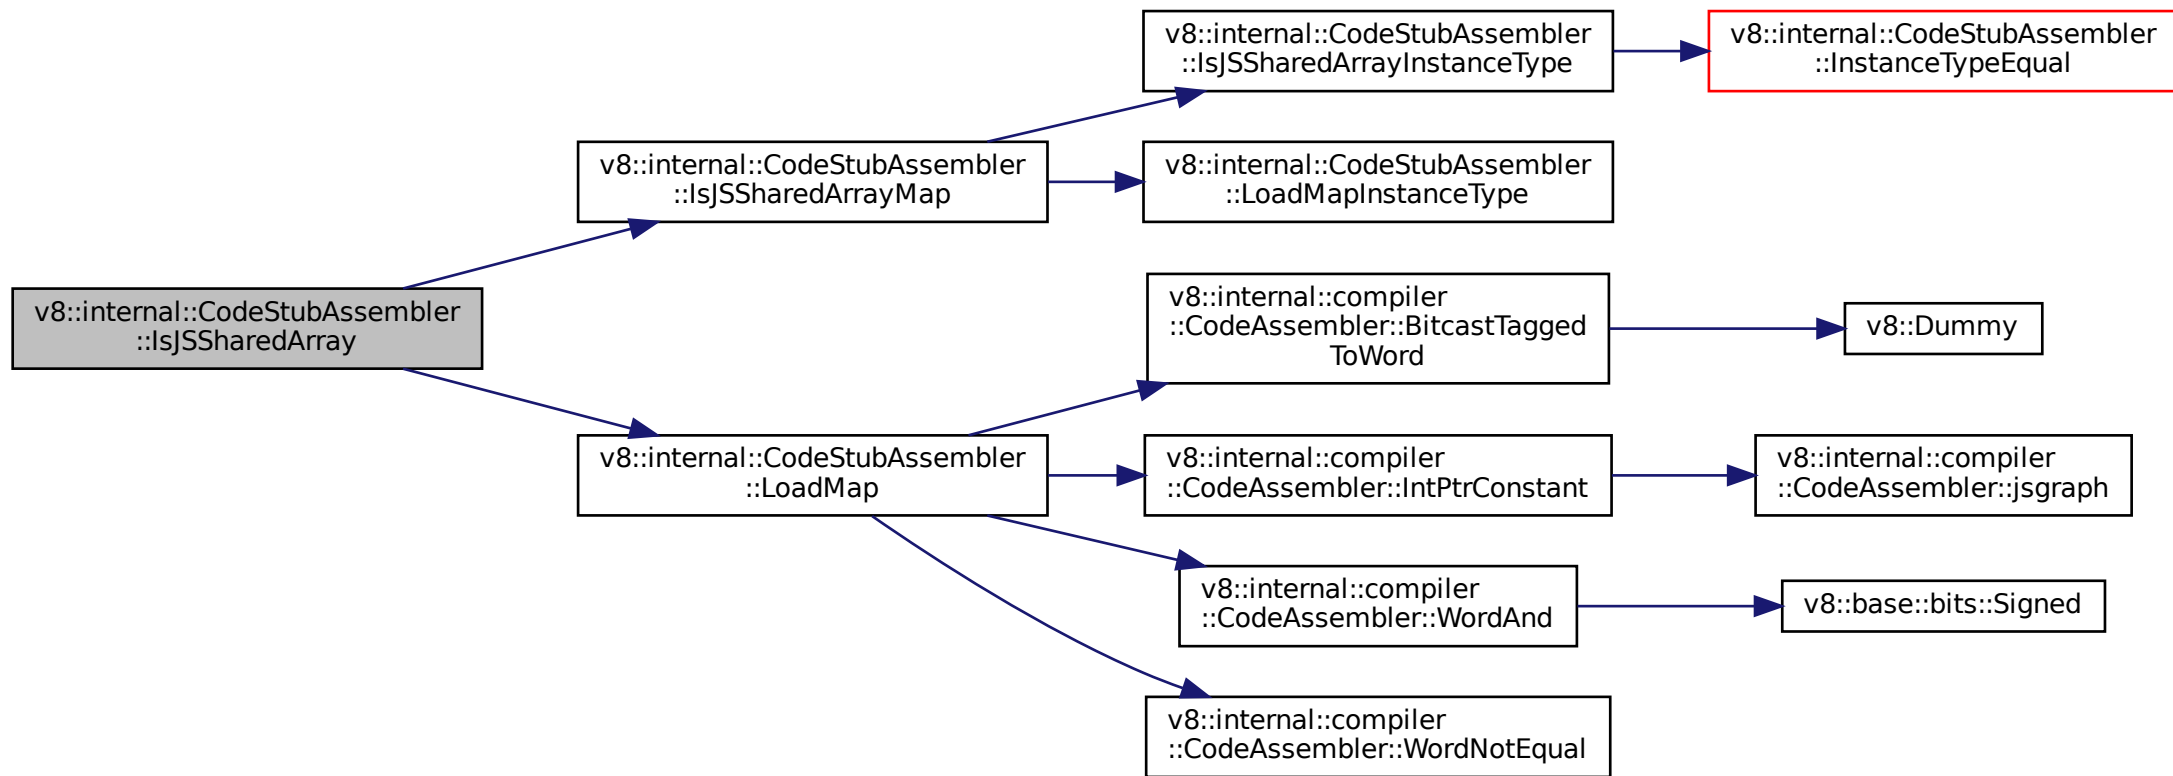 v8::internal::CodeStubAssembler
::IsJSSharedArray
v8::internal::CodeStubAssembler
::IsJSSharedArrayMap
v8::internal::CodeStubAssembler
::IsJSSharedArrayInstanceType
v8::internal::CodeStubAssembler
::InstanceTypeEqual
v8::internal::CodeStubAssembler
::LoadMapInstanceType
v8::internal::CodeStubAssembler
::LoadMap
v8::internal::compiler
::CodeAssembler::BitcastTagged
ToWord
v8::Dummy
v8::internal::compiler
::CodeAssembler::IntPtrConstant
v8::internal::compiler
::CodeAssembler::jsgraph
v8::internal::compiler
::CodeAssembler::WordAnd
v8::base::bits::Signed
v8::internal::compiler
::CodeAssembler::WordNotEqual